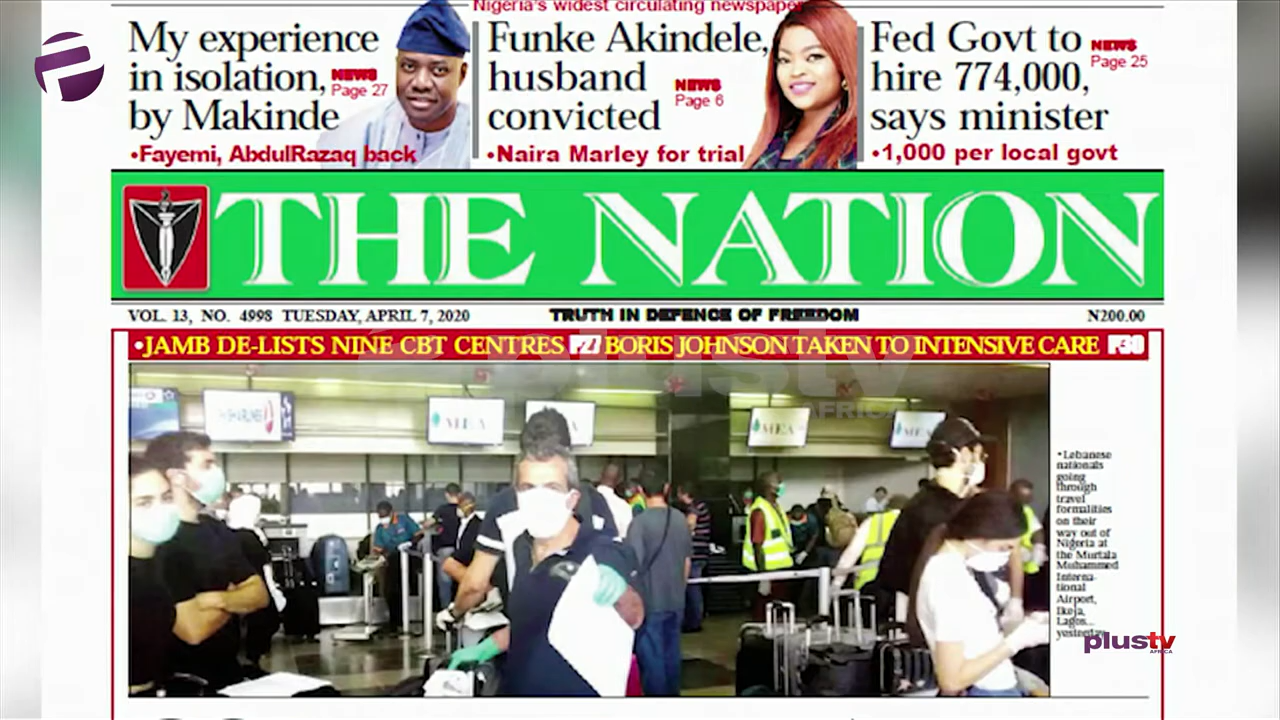 Nigeria's widest circulating newspaper
My experience
in isolation,
by Makinde
NEWS
Page 27
•Fayemi, AbdulRazaq back
Funke Akindele,
husband
convicted
NEWS
Page 6
•Naira Marley for trial
Fed Govt to
hire 774,000,
says minister
NEWS
Page 25
•1,000 per local govt
THE NATION
VOL. 13, NO. 4998 TUESDAY, APRIL 7, 2020
TRUTH IN DEFENCE OF FREEDOM
N200.00
•JAMB DE-LISTS NINE CBT CENTRES P27 BORIS JOHNSON TAKEN TO INTENSIVE CARE P30
plustv
AFRICA
MEA
MEA
MEA
•Lebanese
nationals
going
through
travel
formalities
on their
way out of
Nigeria at
the Murtala
Muhammed
Interna-
tional
Airport,
Ikeja,
Lagos...
yesterday
plustv
AFRICA